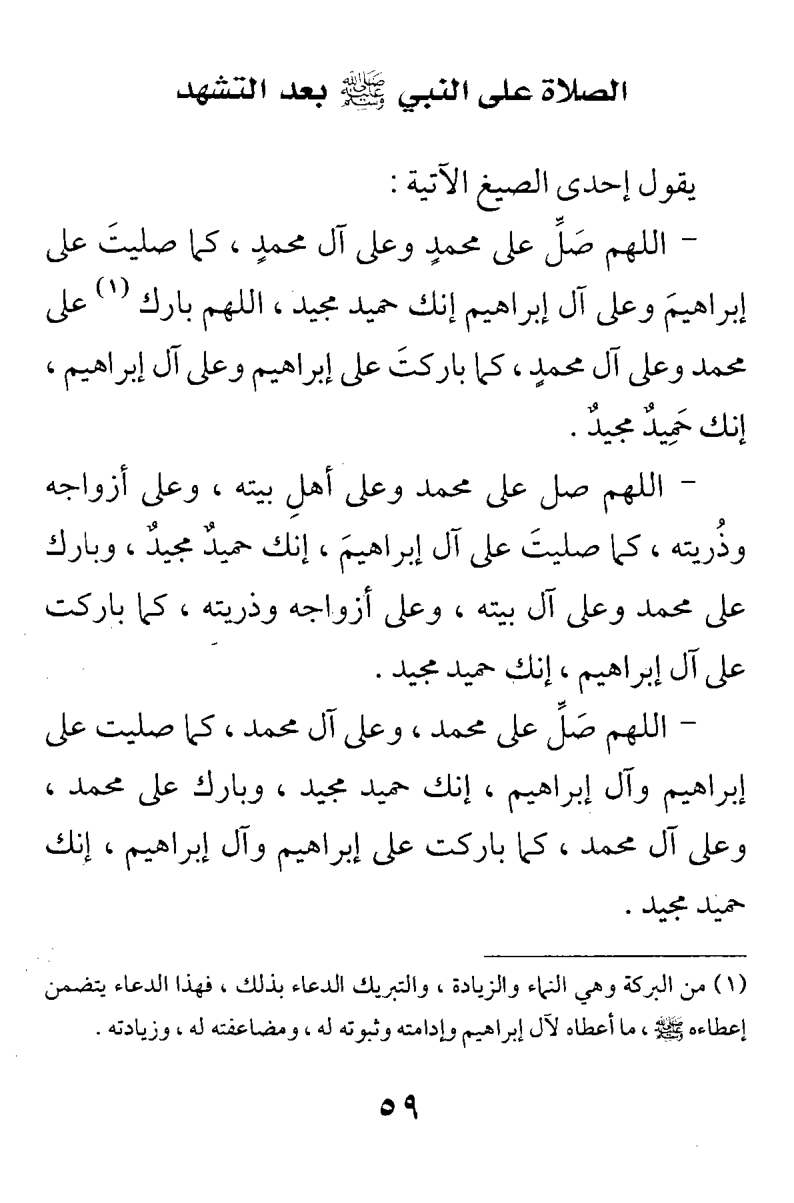 الصلاة على النبي ﷺ بعد التشهد
يقول إحدى الصيغ الآتية :
– اللهم صَلِّ على محمدٍ وعلى آل محمدٍ ، كما صليتَ على
إبراهيمَ وعلى آل إبراهيم إنك حميد مجيد ، اللهم بارك (١) على
محمد وعلى آل محمدٍ ، كما باركتَ على إبراهيم وعلى آل إبراهيم ،
إنك حَمِيدٌ مجيدٌ .
– اللهم صل على محمد وعلى أهلِ بيته ، وعلى أزواجه
وذُريته ، كما صليتَ على آل إبراهيمَ ، إنك حميدٌ مجيدٌ ، وبارك
على محمد وعلى آل بيته ، وعلى أزواجه وذريته ، كما باركت
على آل إبراهيم ، إنك حميد مجيد .
– اللهم صَلِّ على محمد ، وعلى آل محمد ، كما صليت على
إبراهيم وآل إبراهيم ، إنك حميد مجيد ، وبارك على محمد ،
وعلى آل محمد ، كما باركت على إبراهيم وآل إبراهيم ، إنك
حميد مجيد .
(١) من البركة وهي النماء والزيادة ، والتبريك الدعاء بذلك ، فهذا الدعاء يتضمن
إعطاءه ﷺ ، ما أعطاه لآل إبراهيم وإدامته وثبوته له ، ومضاعفته له ، وزيادته .
٥٩